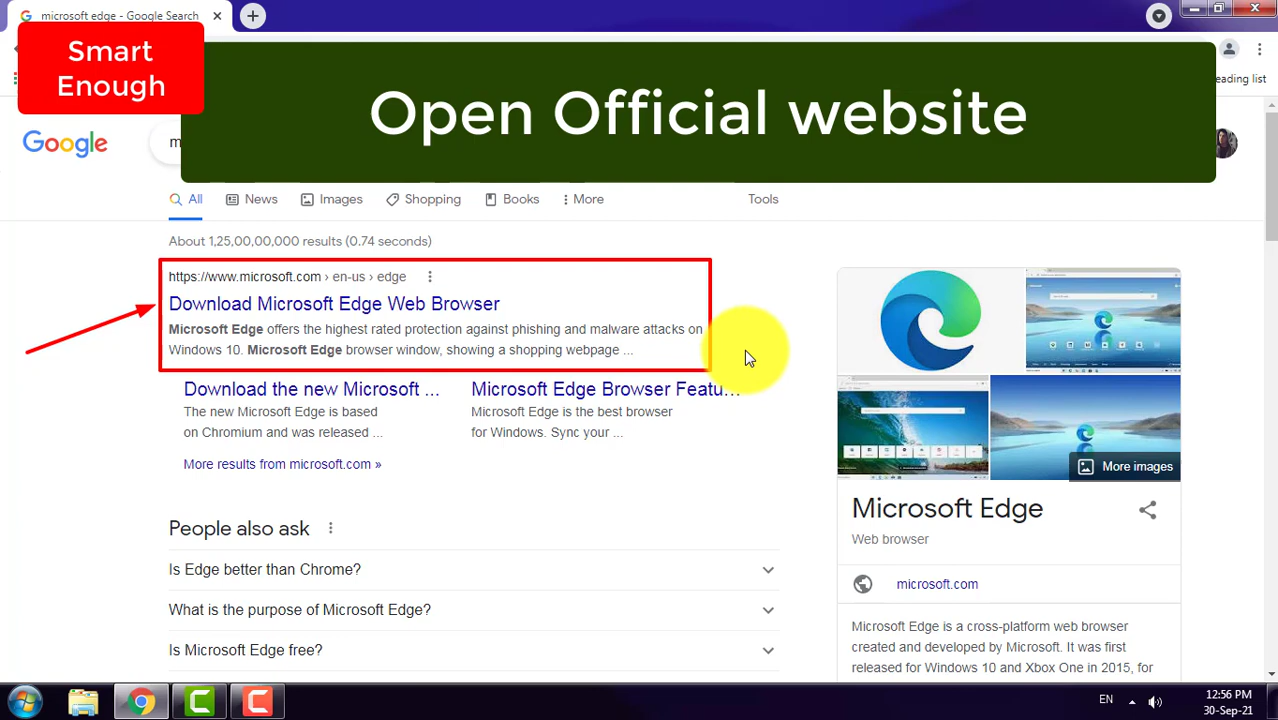 microsoft edge - Google Search
Smart
Enough
Open Official website
eading list
Google
m
All
News
Images
Shopping
Books
More
Tools
About 1,25,00,00,000 results (0.74 seconds)
https://www.microsoft.com › en-us › edge
Download Microsoft Edge Web Browser
Microsoft Edge offers the highest rated protection against phishing and malware attacks on
Windows 10. Microsoft Edge browser window, showing a shopping webpage ...
Download the new Microsoft ...
The new Microsoft Edge is based
on Chromium and was released ...
Microsoft Edge Browser Featu...
Microsoft Edge is the best browser
for Windows. Sync your ...
More results from microsoft.com »
People also ask
Is Edge better than Chrome?
What is the purpose of Microsoft Edge?
Is Microsoft Edge free?
More images
Microsoft Edge
Web browser
microsoft.com
Microsoft Edge is a cross-platform web browser
created and developed by Microsoft. It was first
released for Windows 10 and Xbox One in 2015, for
EN
12:56 PM
30-Sep-21